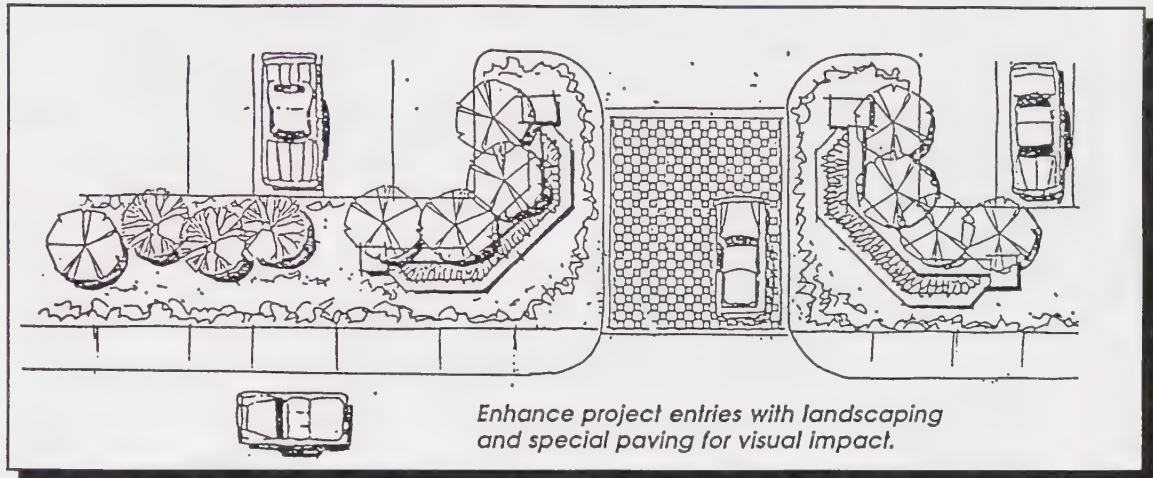 Enhance project entries with landscaping
and special paving for visual impact.